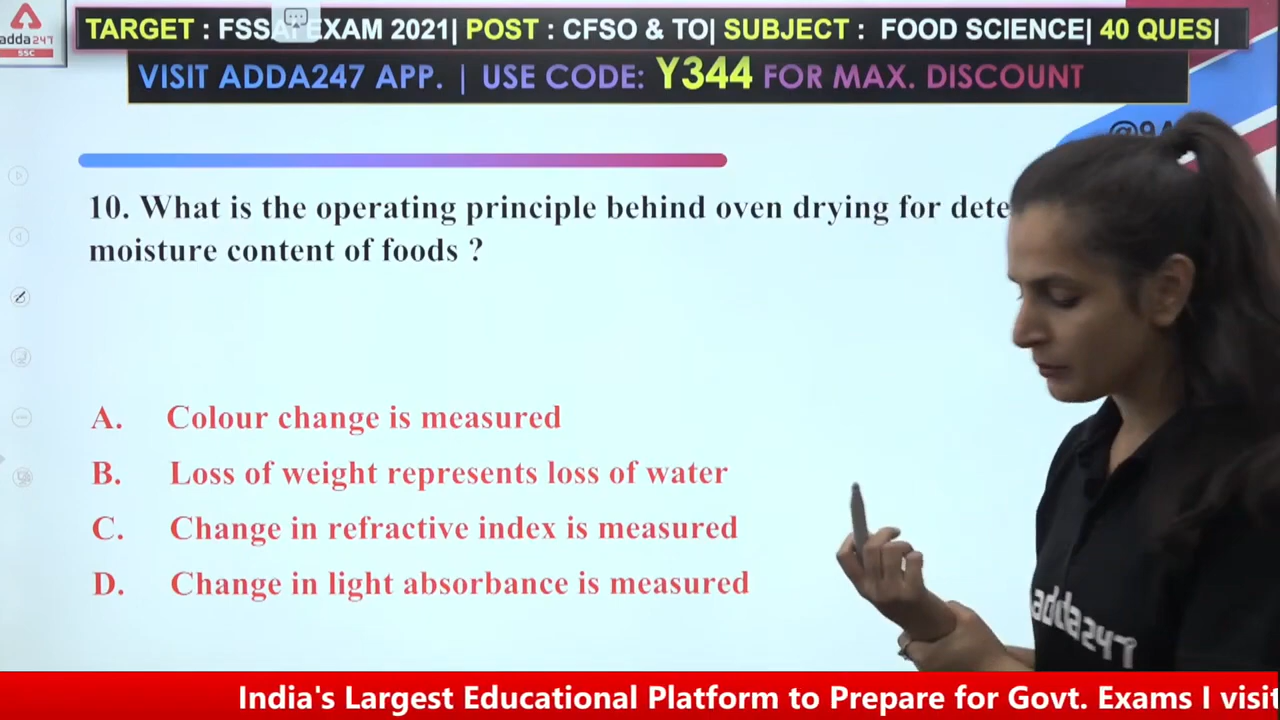 adda247
SSC
TARGET : FSSAI EXAM 2021| POST : CFSO & TO| SUBJECT : FOOD SCIENCE| 40 QUES|
VISIT ADDA247 APP. | USE CODE: Y344 FOR MAX. DISCOUNT
10. What is the operating principle behind oven drying for dete
moisture content of foods ?
A. Colour change is measured
B. Loss of weight represents loss of water
C. Change in refractive index is measured
D. Change in light absorbance is measured
adda247
India's Largest Educational Platform to Prepare for Govt. Exams I visit